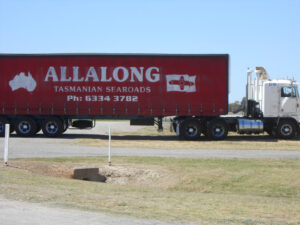 ALLALONG
TASMANIAN SEAROADS
Ph: 6334 3782